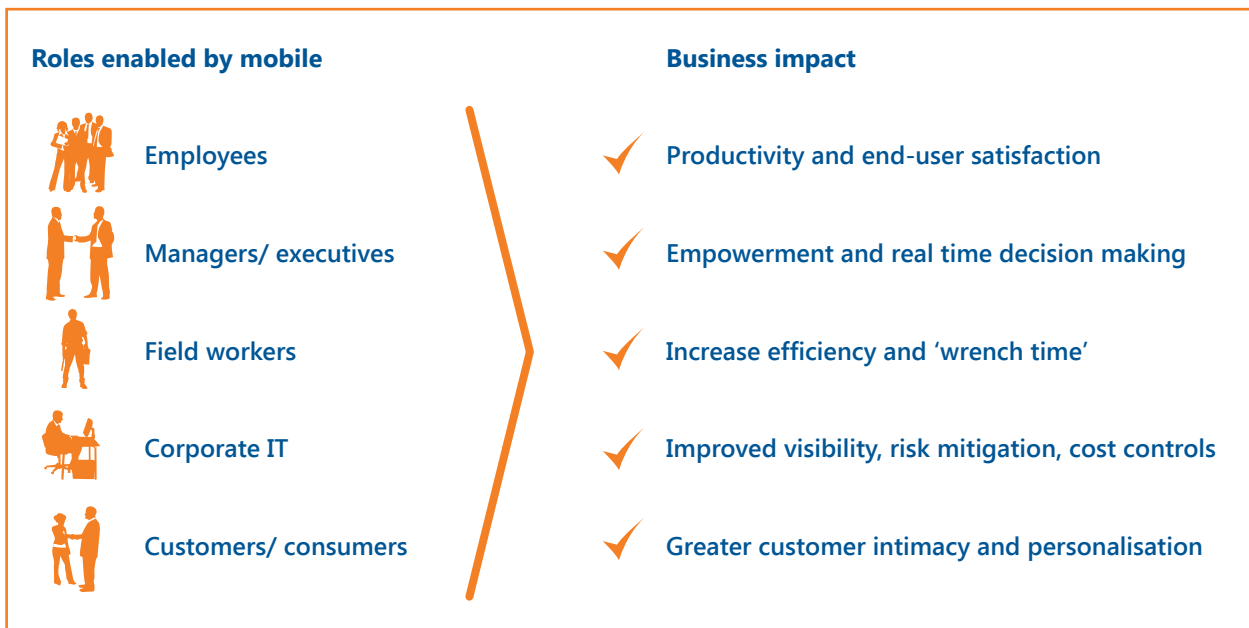 Roles enabled by mobile
Business impact
Employees
Productivity and end-user satisfaction
Managers/ executives
Empowerment and real time decision making
Field workers
Increase efficiency and ‘wrench time’
Corporate IT
Improved visibility, risk mitigation, cost controls
Customers/ consumers
Greater customer intimacy and personalisation